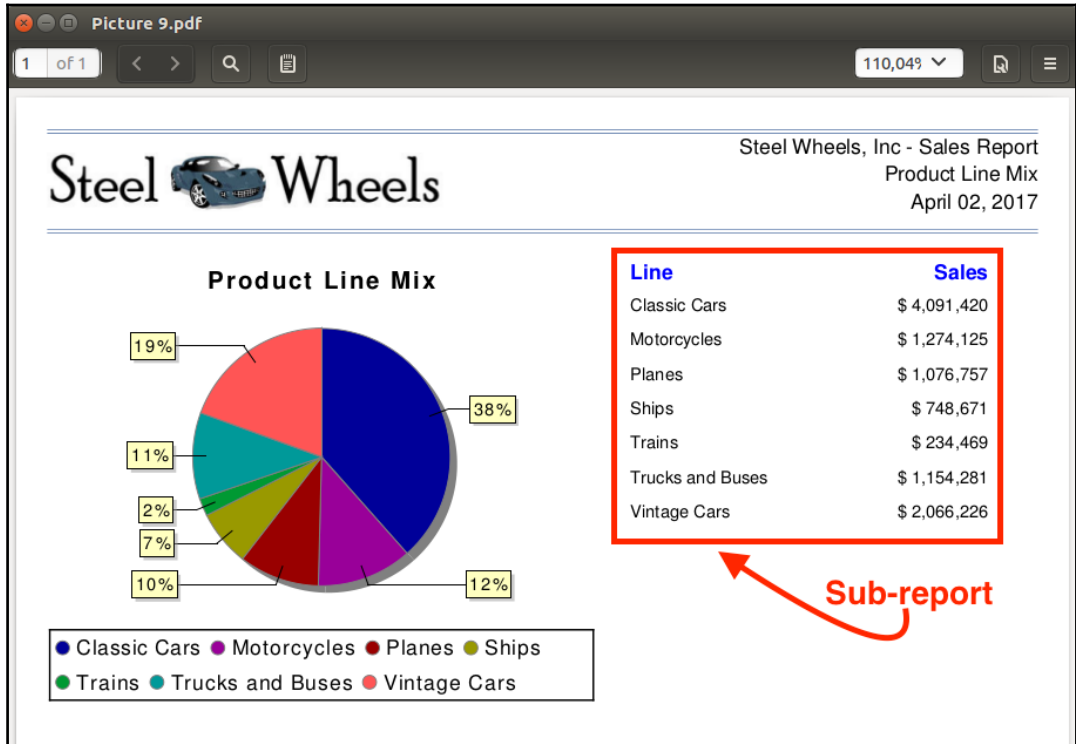 Picture 9.pdf
1 of 1
110,04%
Steel Wheels
Steel Wheels, Inc - Sales Report
Product Line Mix
April 02, 2017
Product Line Mix
19%
38%
11%
2%
7%
10%
12%
Classic Cars Motorcycles Planes Ships
Trains Trucks and Buses Vintage Cars
Line Sales
Classic Cars $ 4,091,420
Motorcycles $ 1,274,125
Planes $ 1,076,757
Ships $ 748,671
Trains $ 234,469
Trucks and Buses $ 1,154,281
Vintage Cars $ 2,066,226
Sub-report